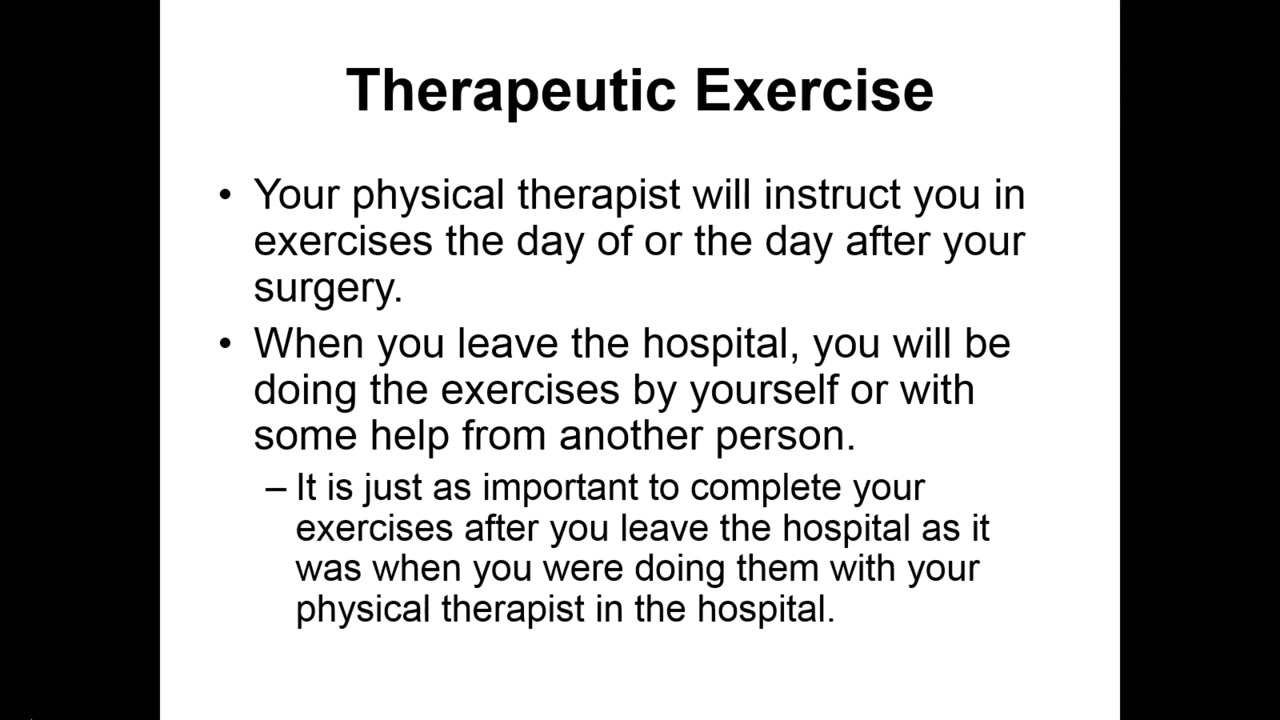 Therapeutic Exercise
• Your physical therapist will instruct you in
exercises the day of or the day after your
surgery.
• When you leave the hospital, you will be
doing the exercises by yourself or with
some help from another person.
– It is just as important to complete your
exercises after you leave the hospital as it
was when you were doing them with your
physical therapist in the hospital.